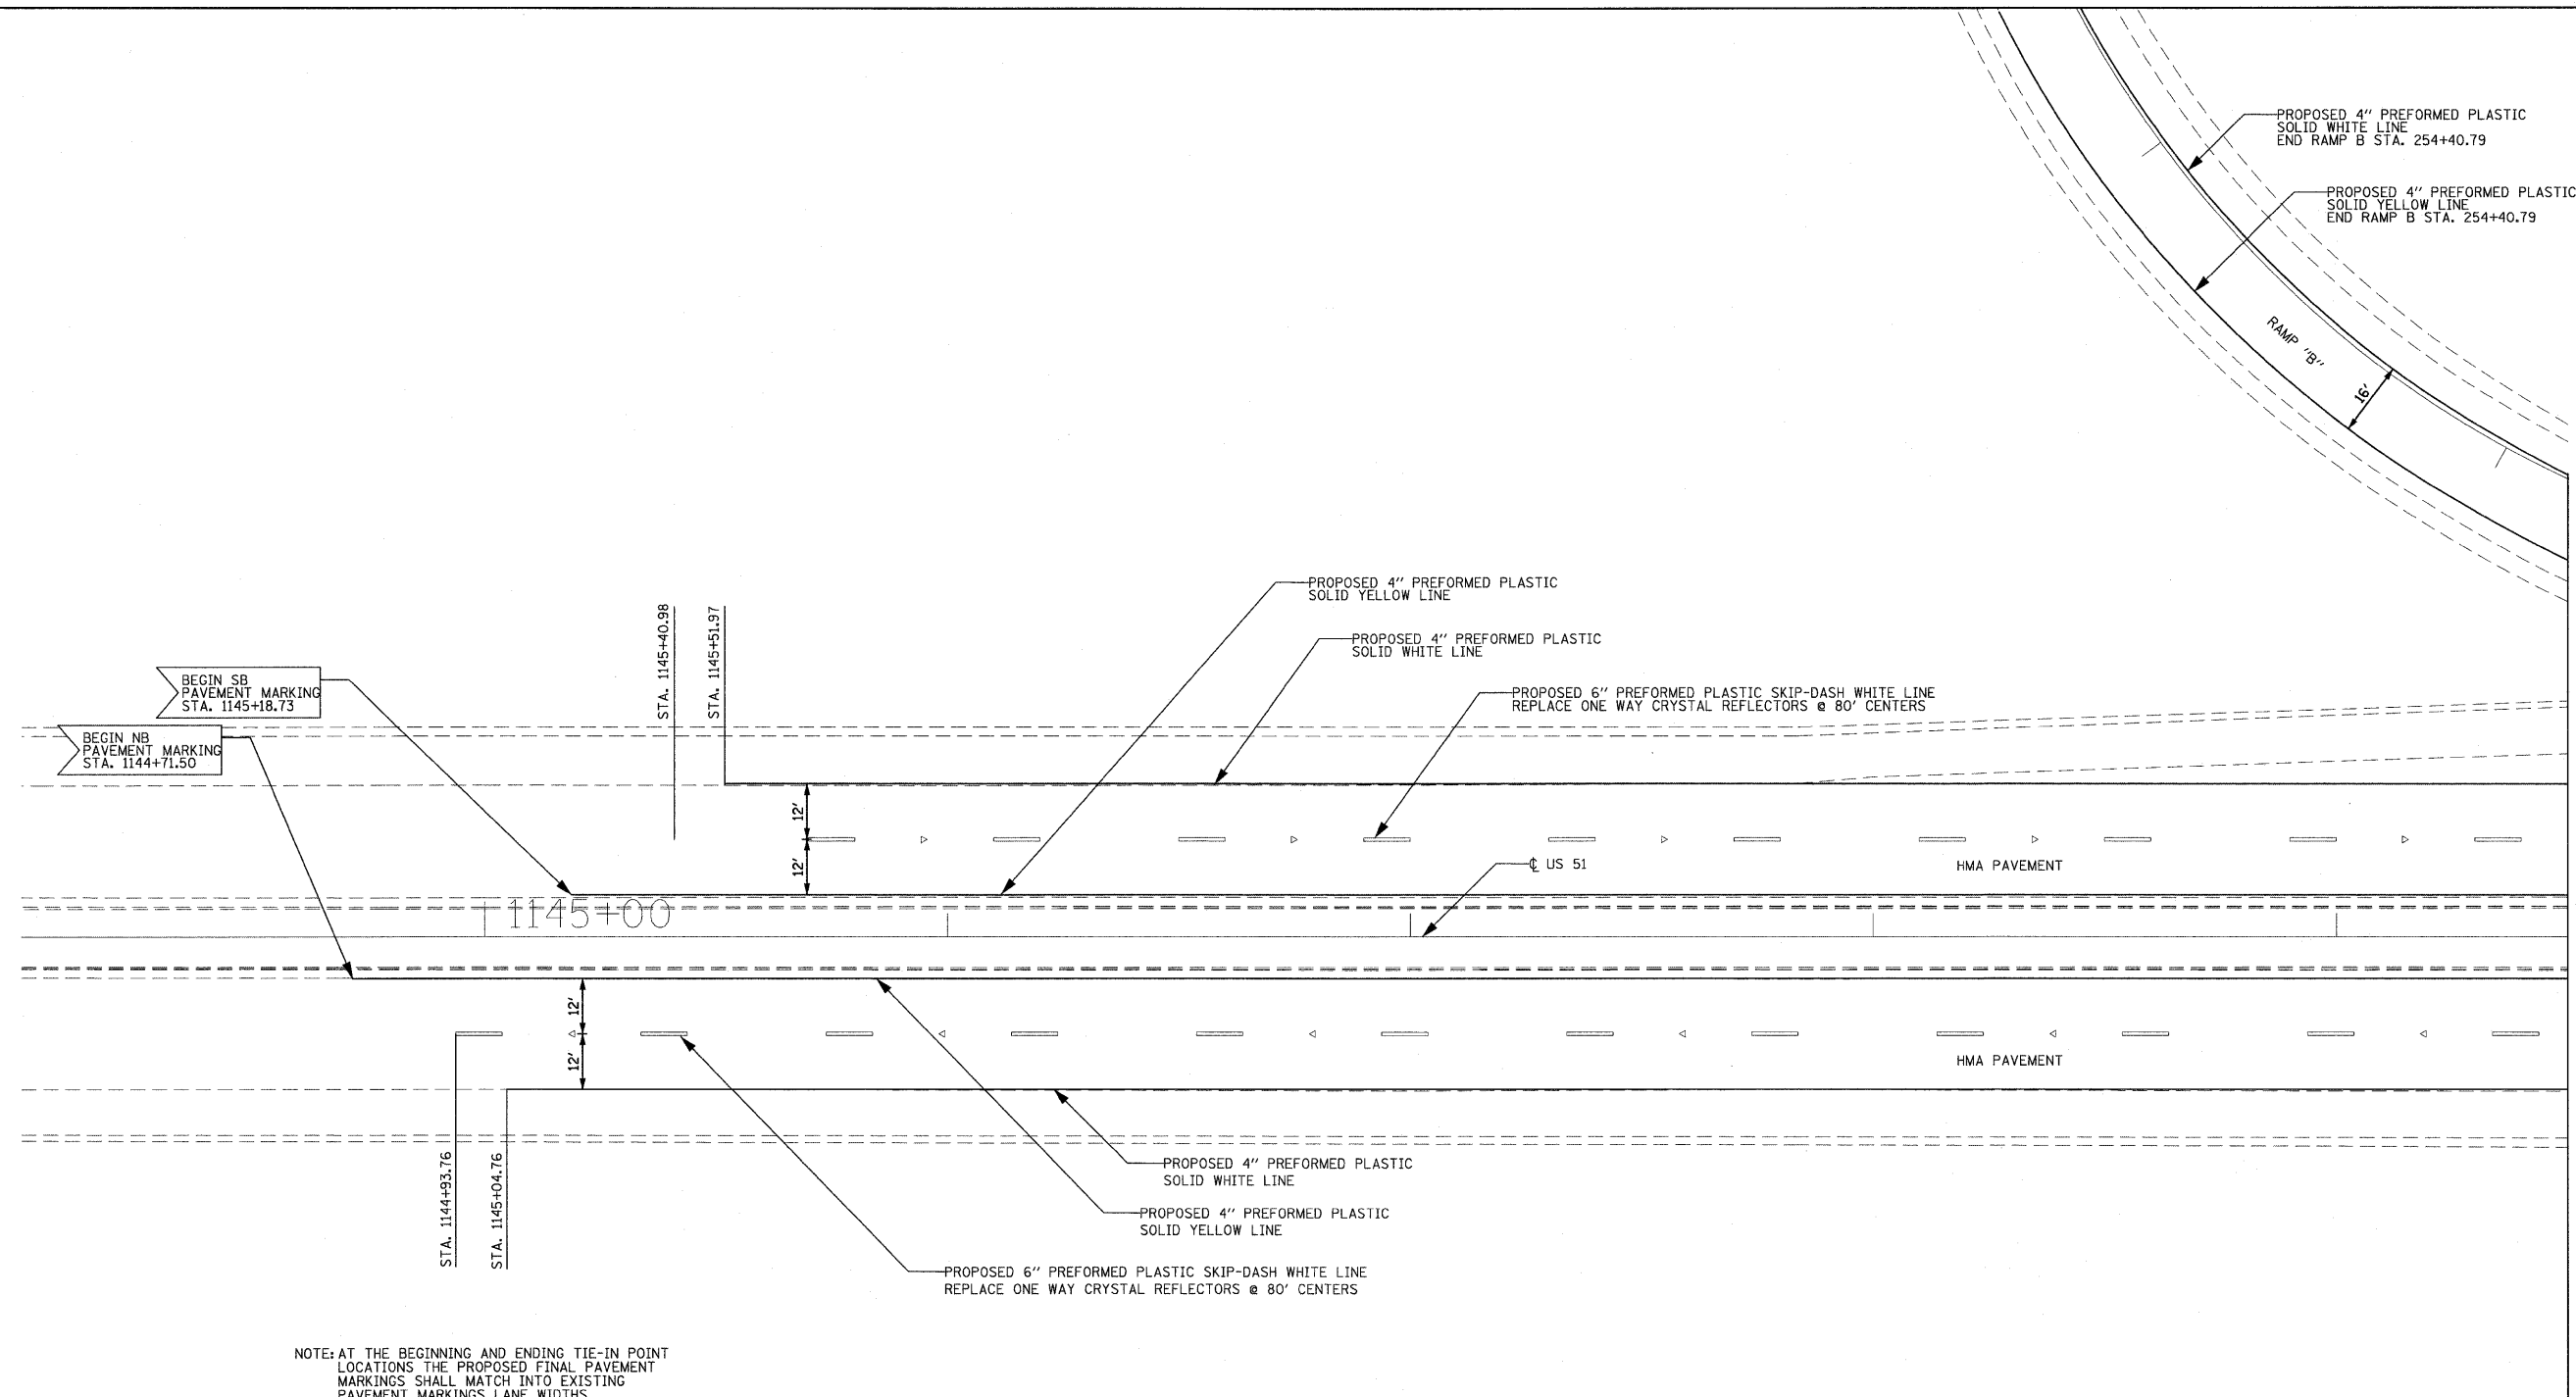 PROPOSED 4" PREFORMED PLASTIC
SOLID WHITE LINE
END RAMP B STA. 254+40.79
PROPOSED 4" PREFORMED PLASTIC
SOLID YELLOW LINE
END RAMP B STA. 254+40.79
RAMP "B"
16'
PROPOSED 4" PREFORMED PLASTIC
SOLID YELLOW LINE
STA. 1145+40.98
STA. 1145+51.97
PROPOSED 4" PREFORMED PLASTIC
SOLID WHITE LINE
BEGIN SB
PAVEMENT MARKING
STA. 1145+18.73
PROPOSED 6" PREFORMED PLASTIC SKIP-DASH WHITE LINE
REPLACE ONE WAY CRYSTAL REFLECTORS @ 80' CENTERS
BEGIN NB
PAVEMENT MARKING
STA. 1144+71.50
12'
12'
℄ US 51
HMA PAVEMENT
1145+00
12'
12'
HMA PAVEMENT
STA. 1144+93.76
STA. 1145+04.76
PROPOSED 4" PREFORMED PLASTIC
SOLID WHITE LINE
PROPOSED 4" PREFORMED PLASTIC
SOLID YELLOW LINE
PROPOSED 6" PREFORMED PLASTIC SKIP-DASH WHITE LINE
REPLACE ONE WAY CRYSTAL REFLECTORS @ 80' CENTERS
NOTE: AT THE BEGINNING AND ENDING TIE-IN POINT
LOCATIONS THE PROPOSED FINAL PAVEMENT
MARKINGS SHALL MATCH INTO EXISTING
PAVEMENT MARKINGS LANE WIDTHS